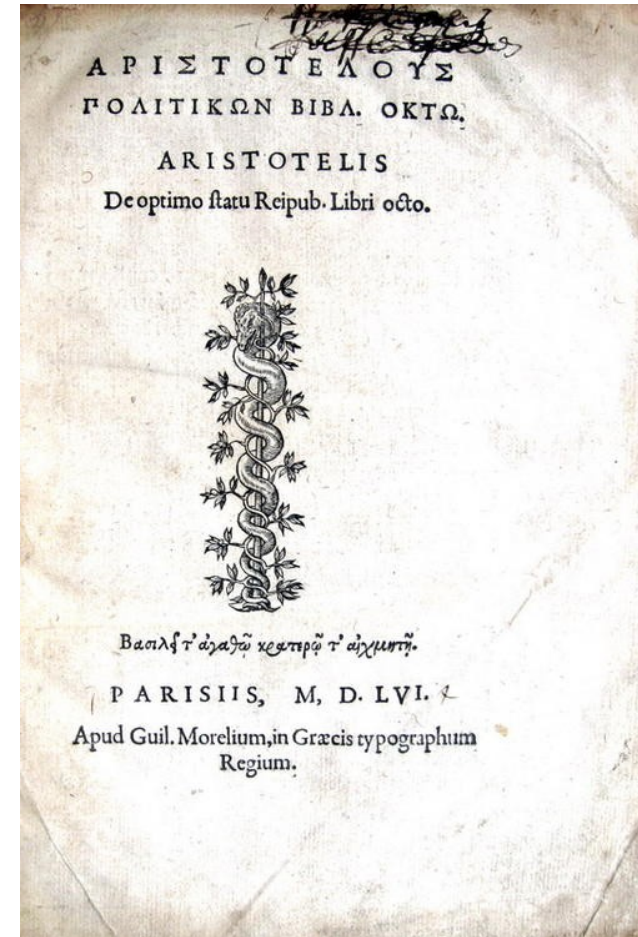 ΑΡΙΣΤΟΤΕΛΟΥΣ
ΠΟΛΙΤΙΚΩΝ ΒΙΒΛ. ΟΚΤΩ.
ARISTOTELIS
De optimo ſtatu Reipub. Libri octo.
Βασιλεῖ τ' ἀγαθῷ κρατερῷ τ' αἰχμητῇ.
PARISIIS, M, D. LVI.
Apud Guil. Morelium, in Græcis typographum
Regium.